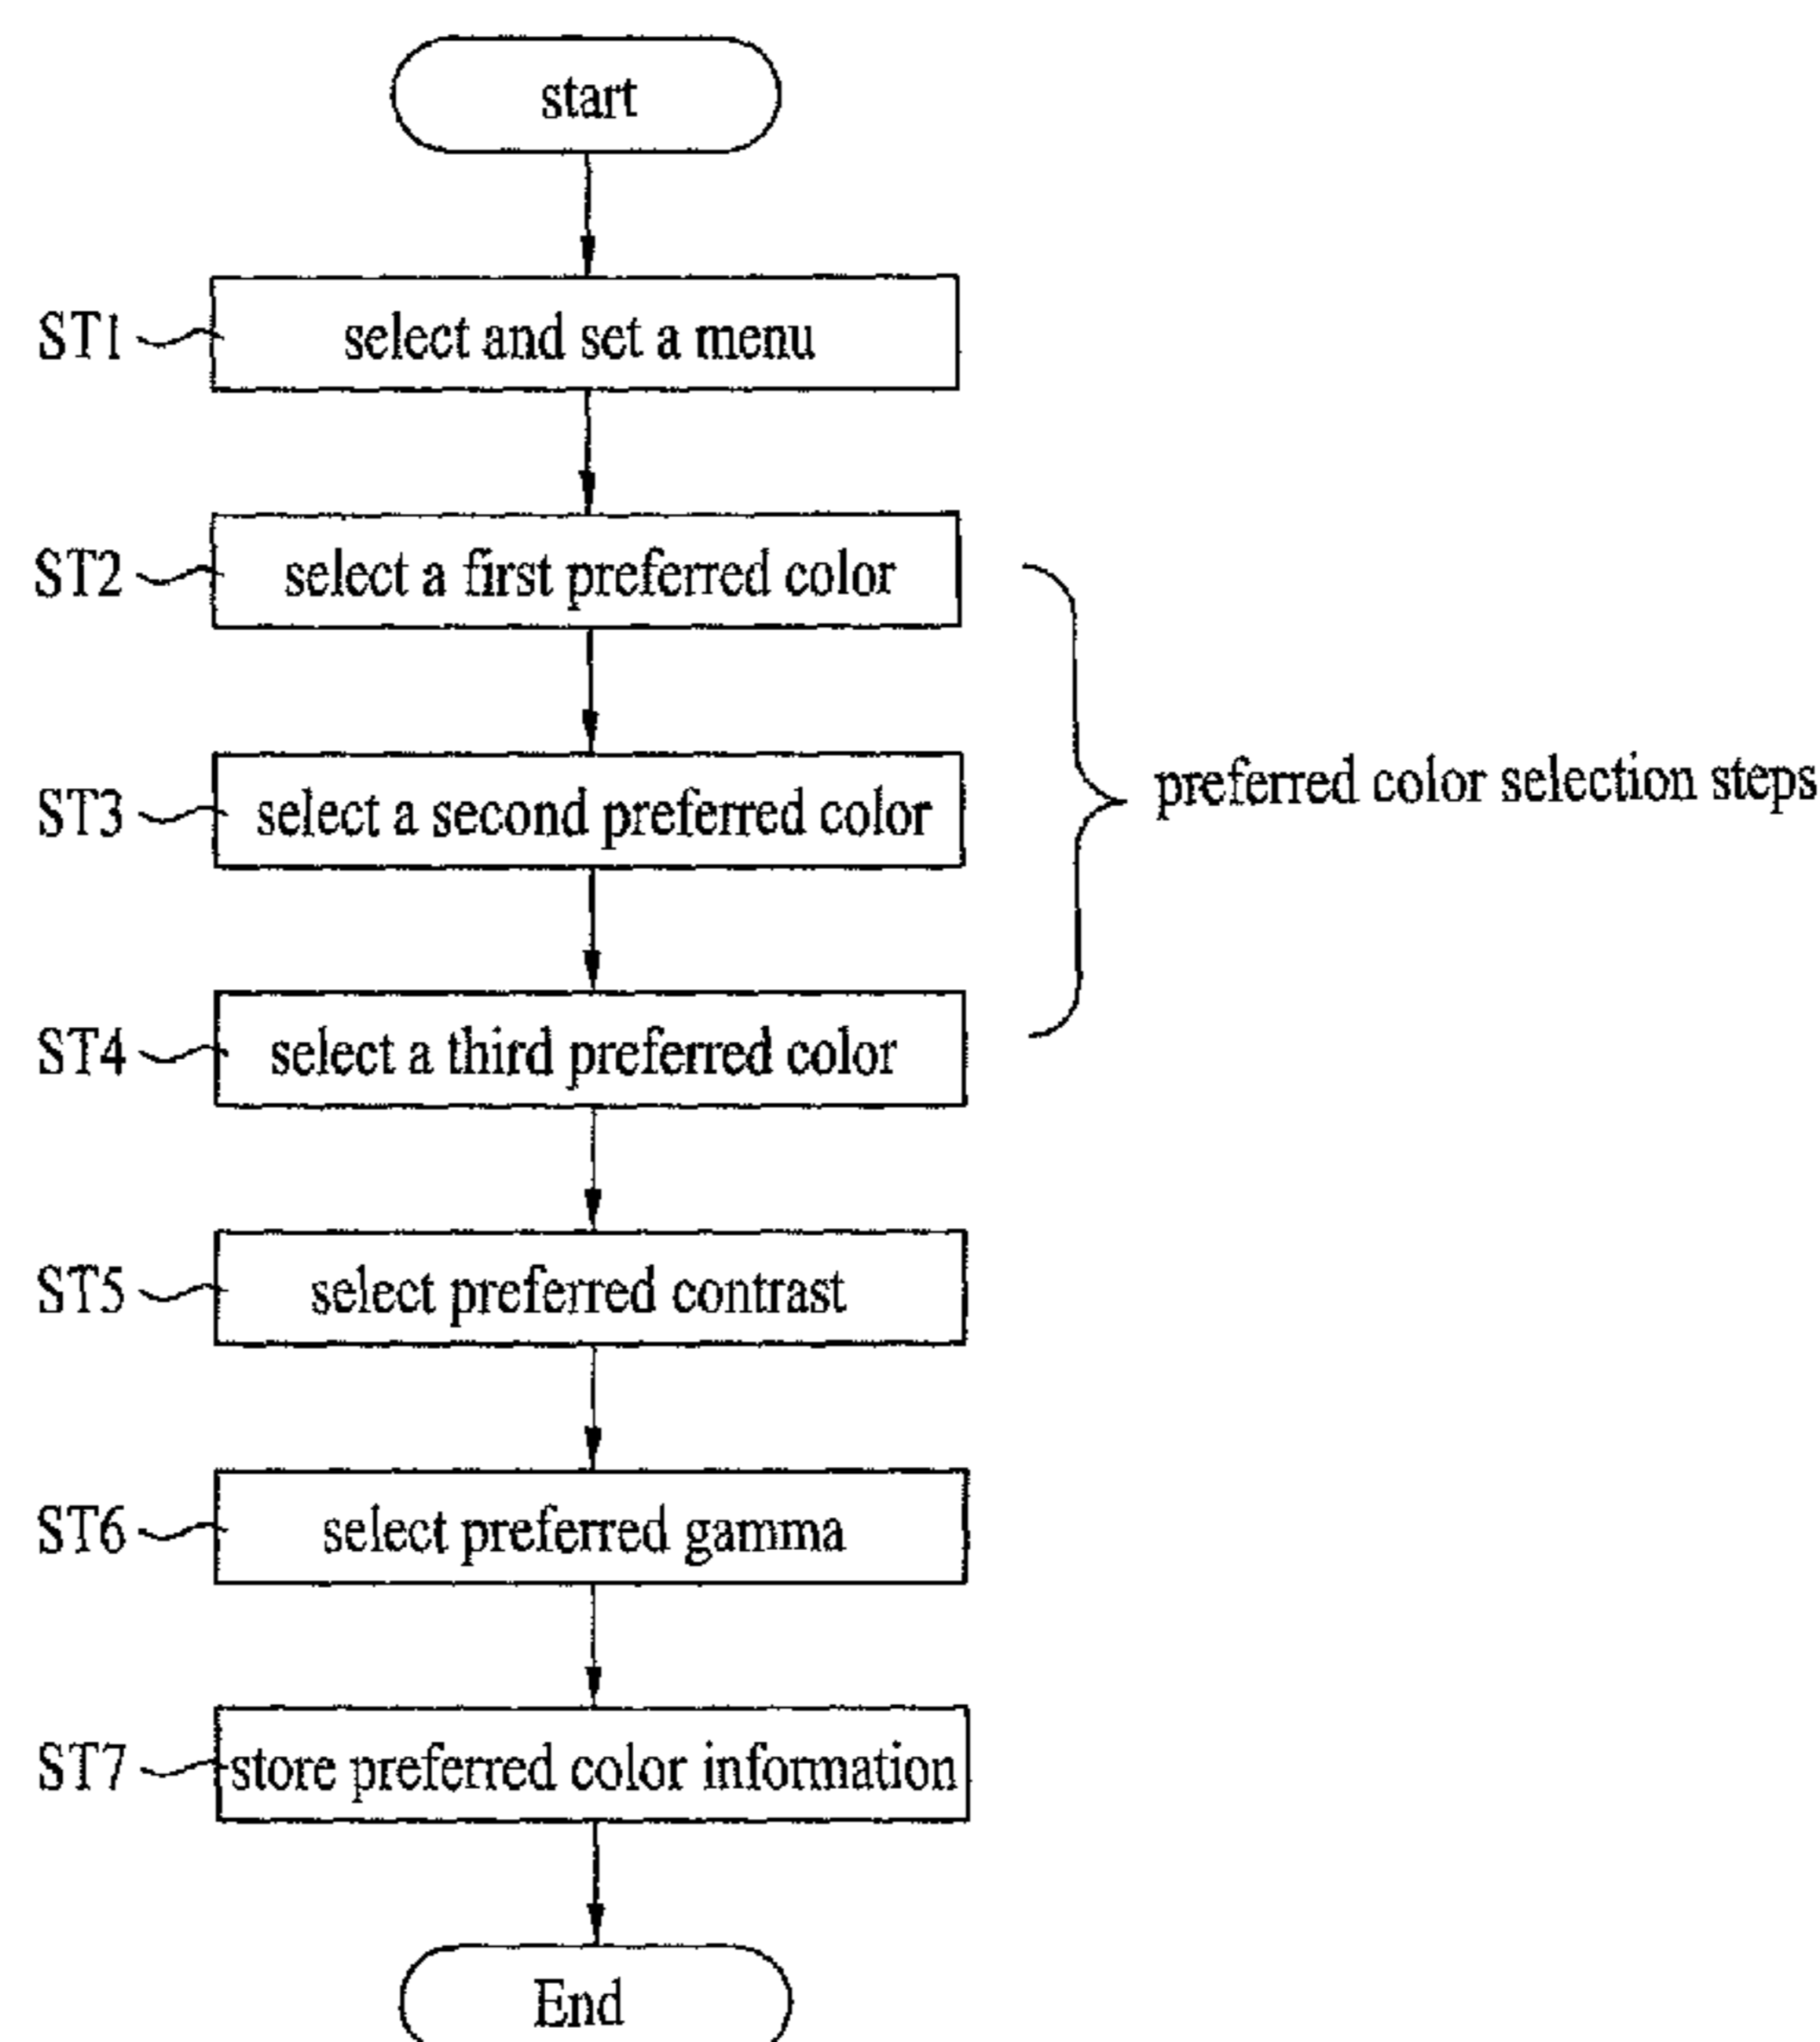 start
ST1 select and set a menu
ST2 select a first preferred color
ST3 select a second preferred color
preferred color selection steps
ST4 select a third preferred color
ST5 select preferred contrast
ST6 select preferred gamma
ST7 store preferred color information
End